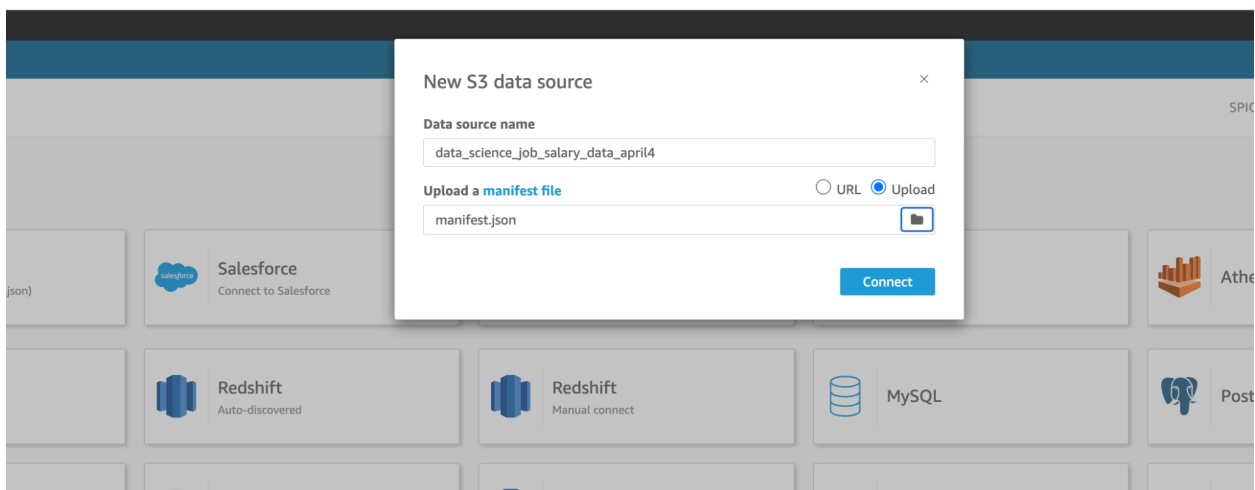 New S3 data source
SPIC
Data source name
data_science_job_salary_data_april4
Upload a manifest file
URL
Upload
manifest.json
Connect
json)
salesforce
Salesforce
Connect to Salesforce
Athe
Redshift
Auto-discovered
Redshift
Manual connect
MySQL
Post